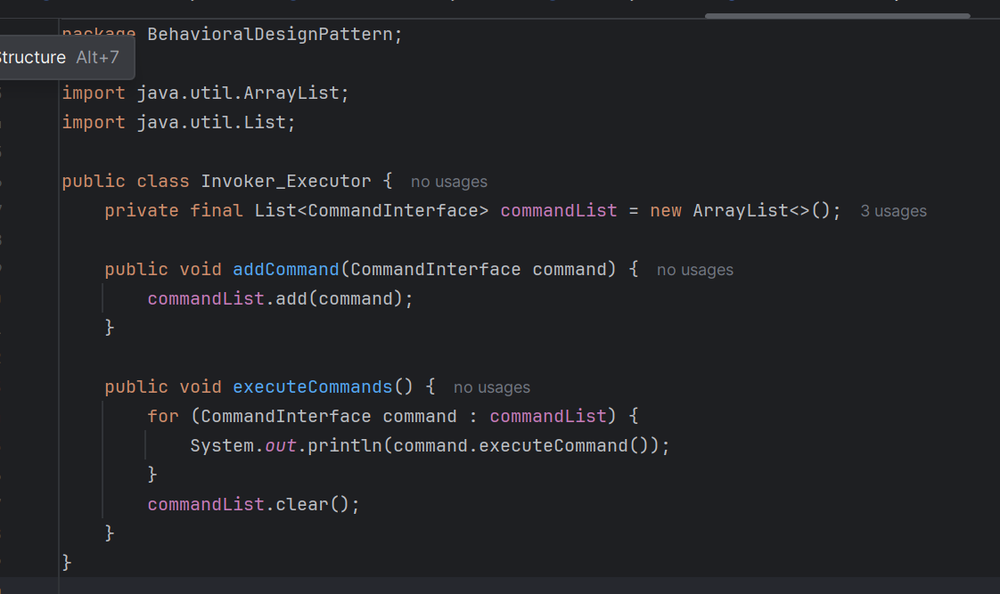 package BehavioralDesignPattern;
Structure Alt+7
import java.util.ArrayList;
import java.util.List;
public class Invoker_Executor { no usages
private final List<CommandInterface> commandList = new ArrayList<>(); 3 usages
public void addCommand(CommandInterface command) { no usages
commandList.add(command);
}
public void executeCommands() { no usages
for (CommandInterface command : commandList) {
System.out.println(command.executeCommand());
}
commandList.clear();
}
}